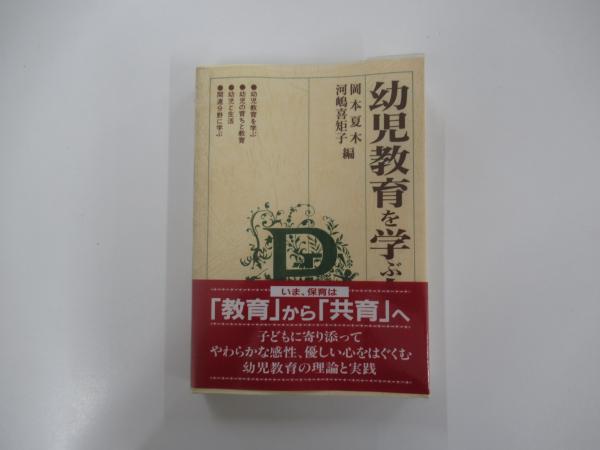 幼児教育を学ぶ
岡本夏木
河嶋喜矩子 編
●幼児教育を学ぶ
●幼児の育ちと教育
●幼児と生活
●関連分野に学ぶ
P
いま、保育は
「教育」から「共育」へ
子どもに寄り添って
やわらかな感性、優しい心をはぐくむ
幼児教育の理論と実践